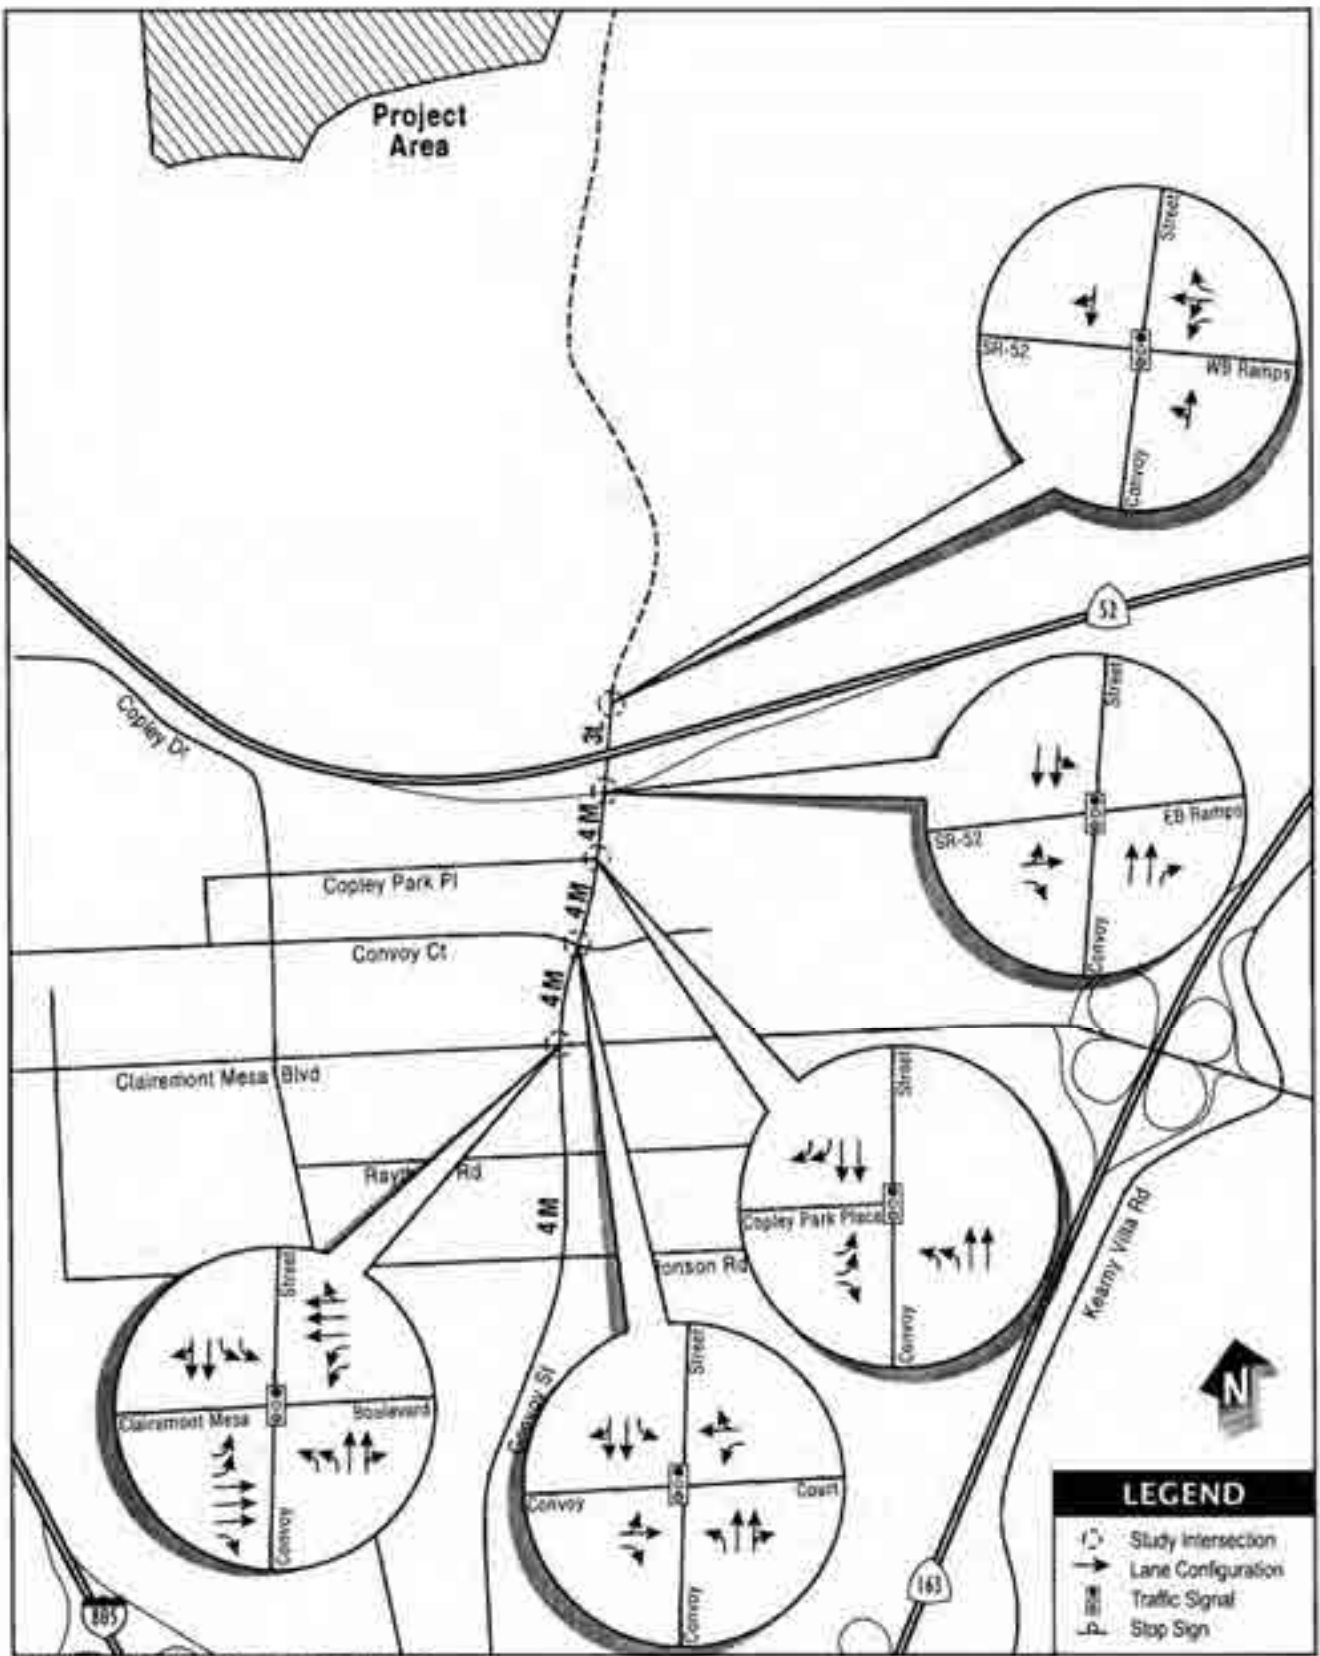 Project
Area
Street
SR-52
WB Ramps
Convoy
52
3L
Copley Dr
Street
SR-52
EB Ramps
Convoy
4M
Copley Park Pl
4M
Convoy Ct
4M
Clairemont Mesa Blvd
Street
Copley Park Place
Convoy
Rd
4M
onson Rd
Kearny Villa Rd
Street
Clairemont Mesa
Boulevard
Convoy
Convoy St
Street
Convoy
Court
Convoy
N
163
805
LEGEND
Study Intersection
Lane Configuration
Traffic Signal
Stop Sign